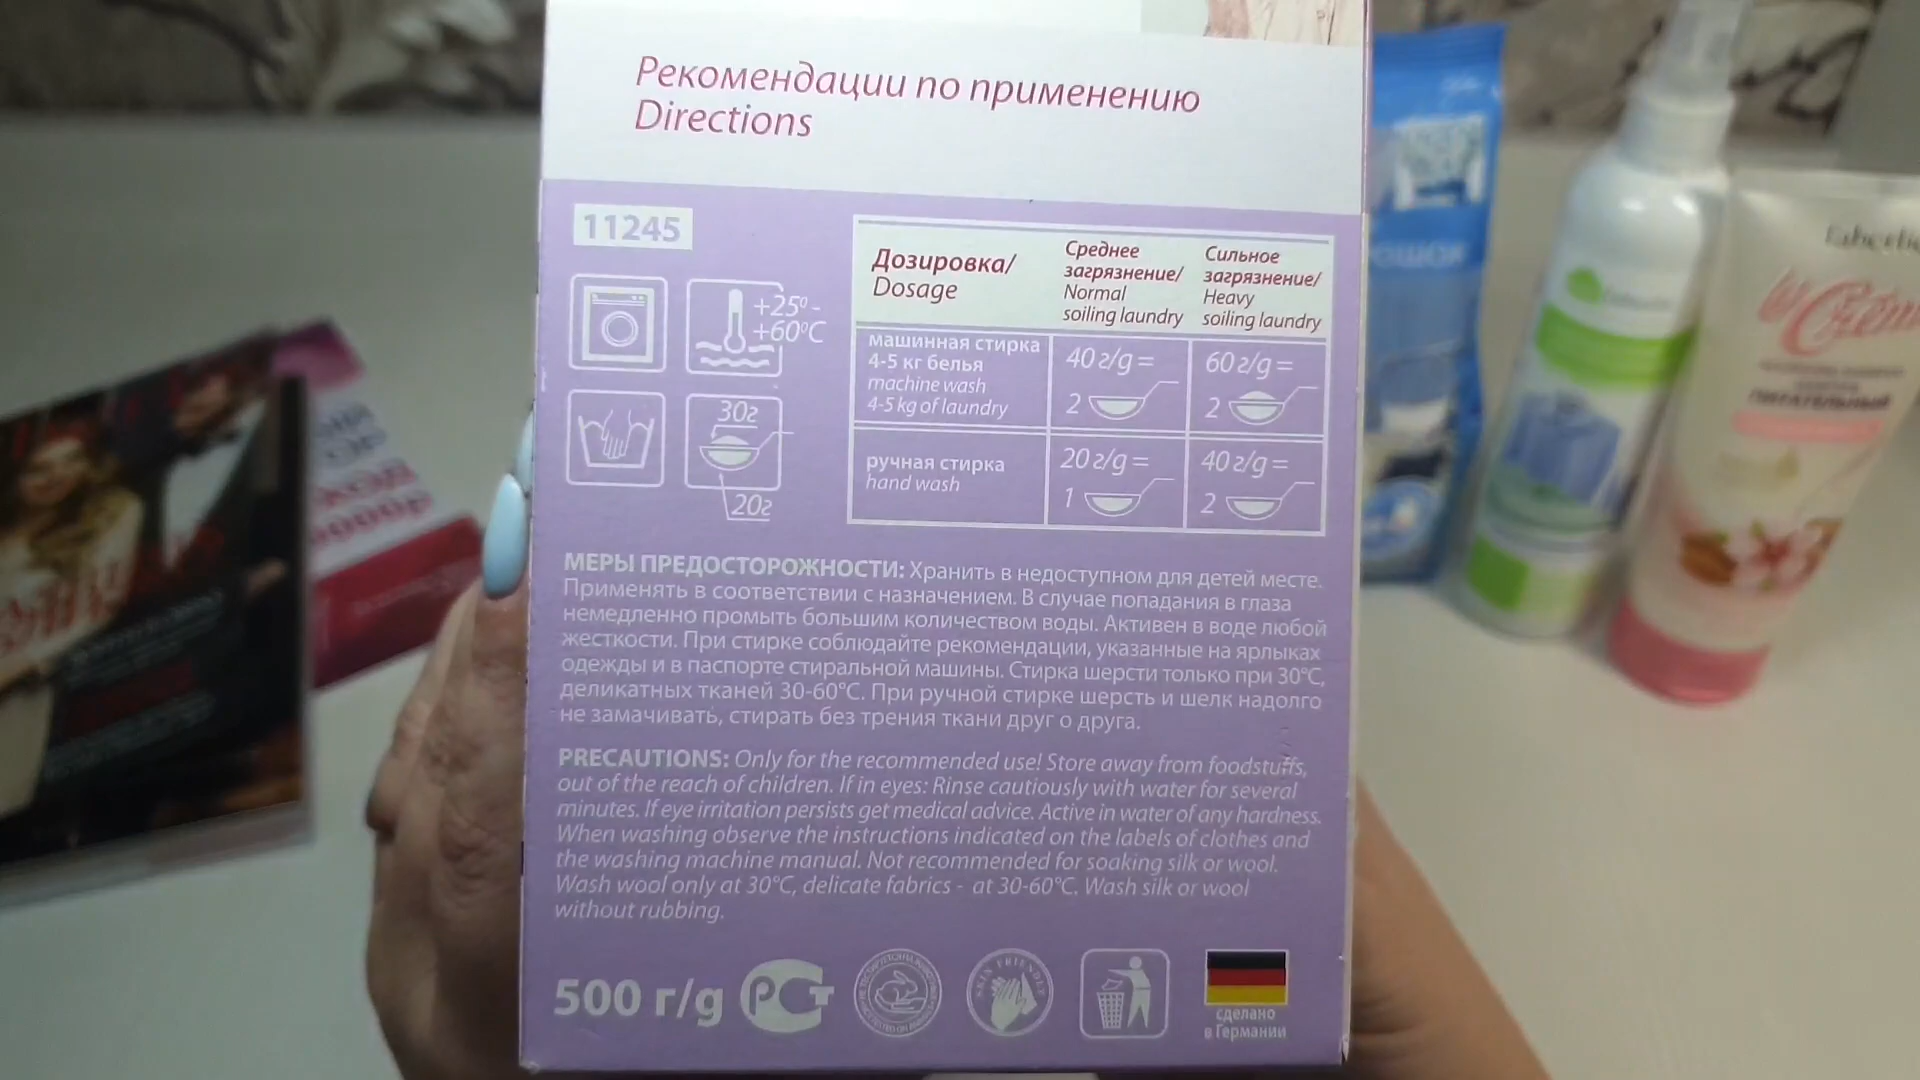 Рекомендации по применению
Directions
11245
+25º -
+60ºC
30г
20г
Дозировка/
Dosage
Среднее
загрязнение/
Normal
soiling laundry
Сильное
загрязнение/
Heavy
soiling laundry
машинная стирка
4-5 кг белья
machine wash
4-5 kg of laundry
40 г/g =
2
60 г/g =
2
ручная стирка
hand wash
20 г/g =
1
40 г/g =
2
МЕРЫ ПРЕДОСТОРОЖНОСТИ: Хранить в недоступном для детей месте.
Применять в соответствии с назначением. В случае попадания в глаза
немедленно промыть большим количеством воды. Активен в воде любой
жесткости. При стирке соблюдайте рекомендации, указанные на ярлыках
одежды и в паспорте стиральной машины. Стирка шерсти только при 30°C,
деликатных тканей 30-60°C. При ручной стирке шерсть и шелк надолго
не замачивать, стирать без трения ткани друг о друга.
PRECAUTIONS: Only for the recommended use! Store away from foodstuffs,
out of the reach of children. If in eyes: Rinse cautiously with water for several
minutes. If eye irritation persists get medical advice. Active in water of any hardness.
When washing observe the instructions indicated on the labels of clothes and
the washing machine manual. Not recommended for soaking silk or wool.
Wash wool only at 30°C, delicate fabrics - at 30-60°C. Wash silk or wool
without rubbing.
500 г/g
РСТ
SKIN FRIENDLY
сделано
в Германии
питательный